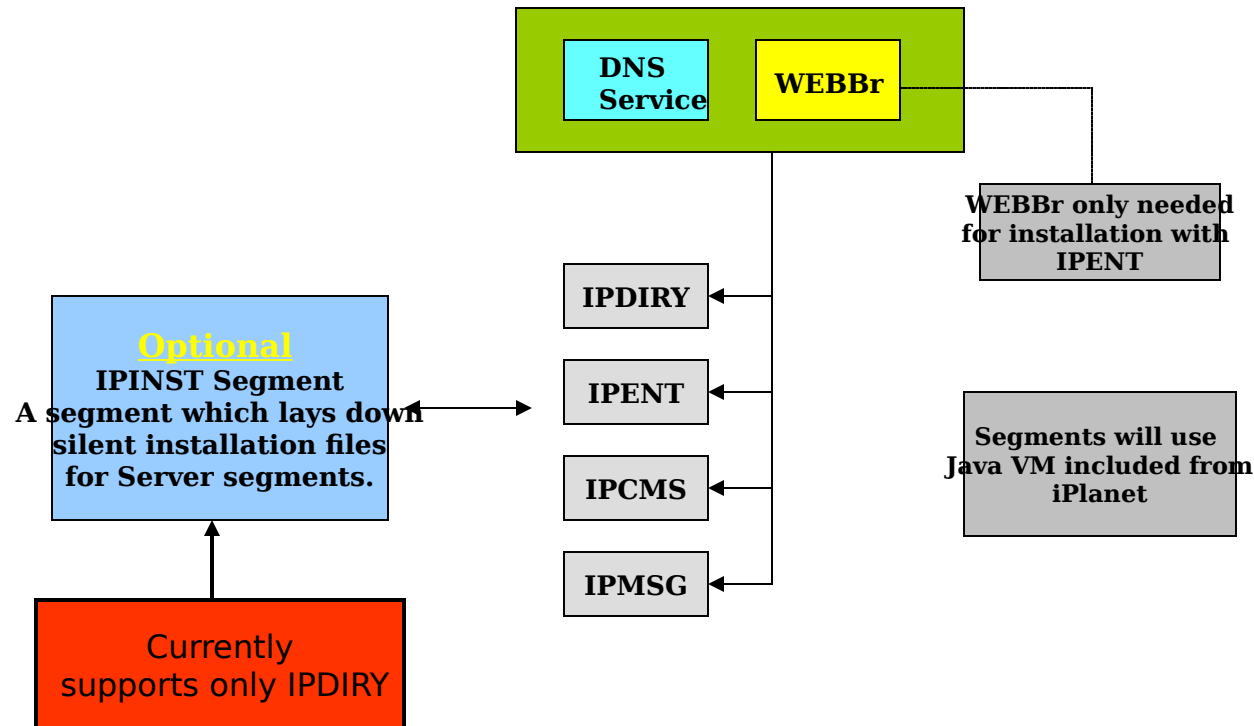 DNS
Service
WEBBr
WEBBr only needed
for installation with
IPENT
IPDIRY
IPENT
IPCMS
IPMSG
Optional
IPINST Segment
A segment which lays down
silent installation files
for Server segments.
Segments will use
Java VM included from
iPlanet
Currently
supports only IPDIRY